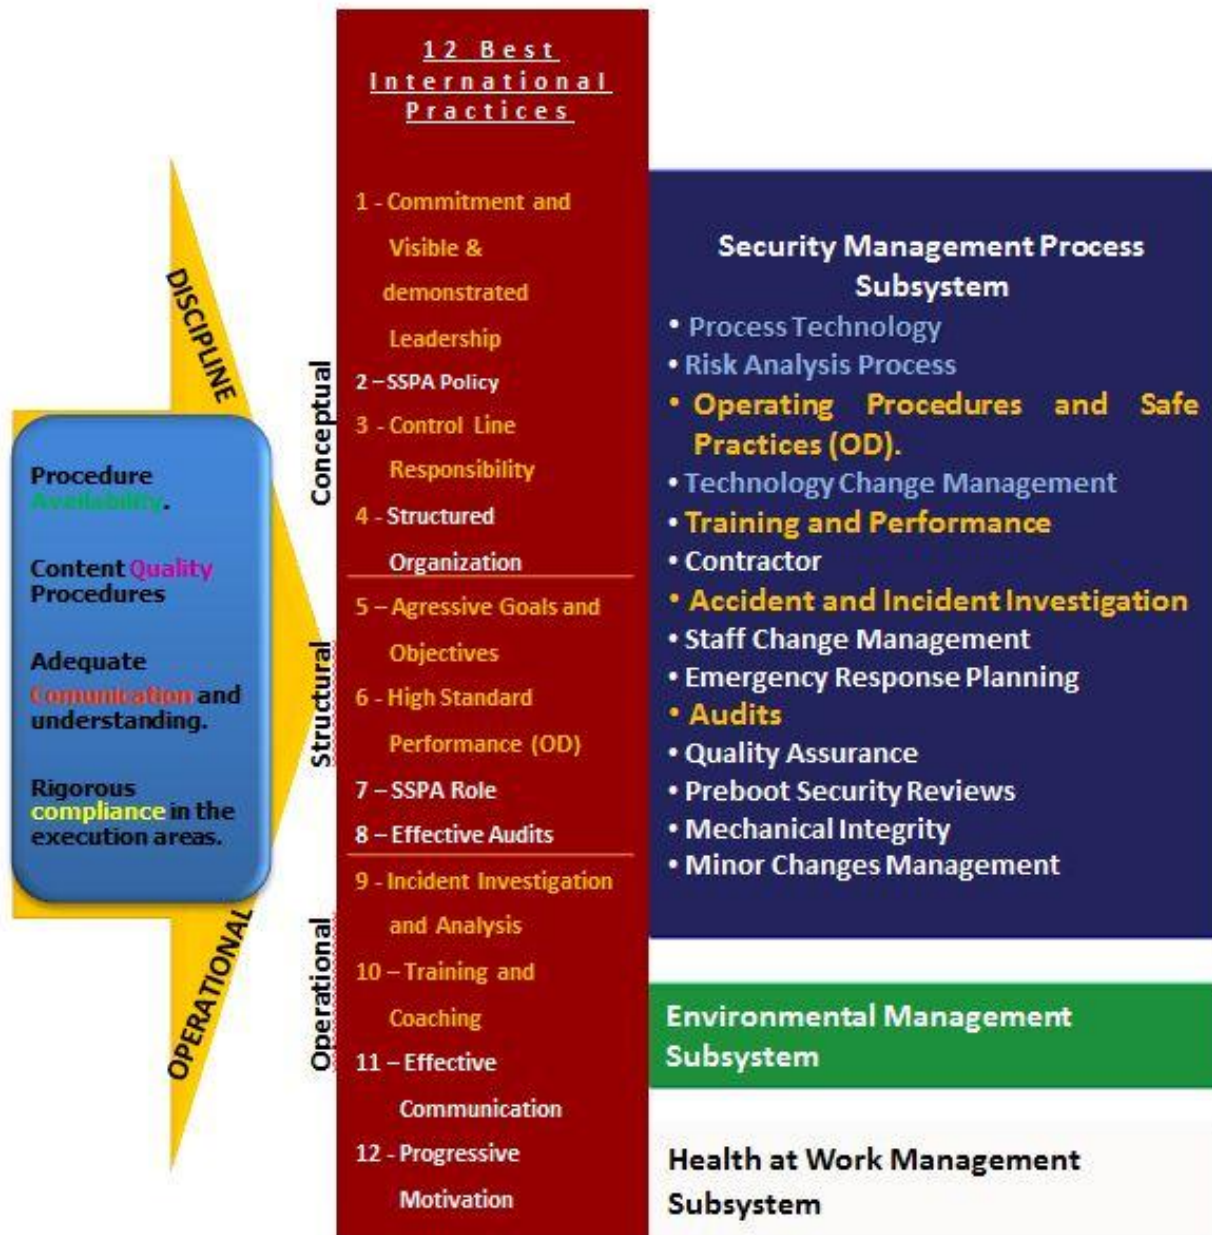 12 Best
International
Practices
1 - Commitment and
Visible &
demonstrated
Leadership
2 – SSPA Policy
3 - Control Line
Responsibility
4 - Structured
Organization
5 – Agressive Goals and
Objectives
6 - High Standard
Performance (OD)
7 – SSPA Role
8 – Effective Audits
9 - Incident Investigation
and Analysis
10 – Training and
Coaching
11 – Effective
Communication
12 - Progressive
Motivation
DISCIPLINE
OPERATIONAL
Procedure
Availability.
Content Quality
Procedures
Adequate
Comunication and
understanding.
Rigorous
compliance in the
execution areas.
Conceptual
Structural
Operational
Security Management Process
Subsystem
• Process Technology
• Risk Analysis Process
• Operating Procedures and Safe
Practices (OD).
• Technology Change Management
• Training and Performance
• Contractor
• Accident and Incident Investigation
• Staff Change Management
• Emergency Response Planning
• Audits
• Quality Assurance
• Preboot Security Reviews
• Mechanical Integrity
• Minor Changes Management
Environmental Management
Subsystem
Health at Work Management
Subsystem